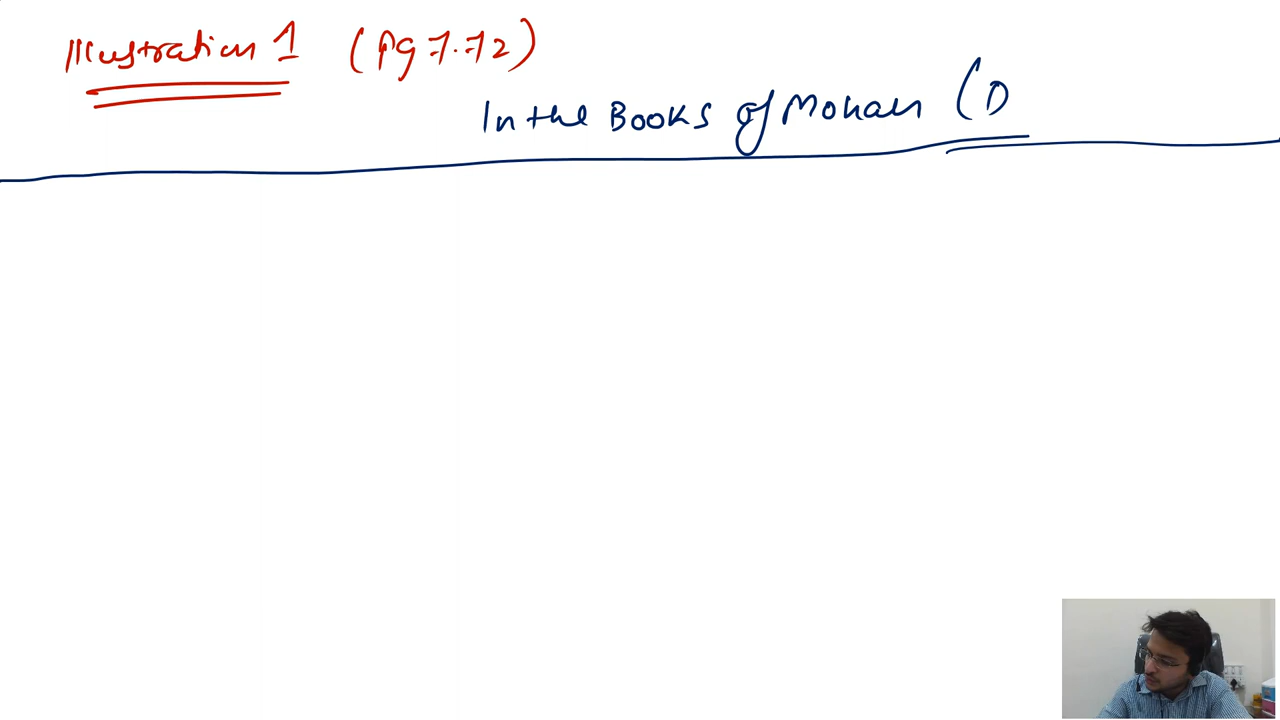 Illustration 1 (Pg 7.72)
In the Books of Mohan (D